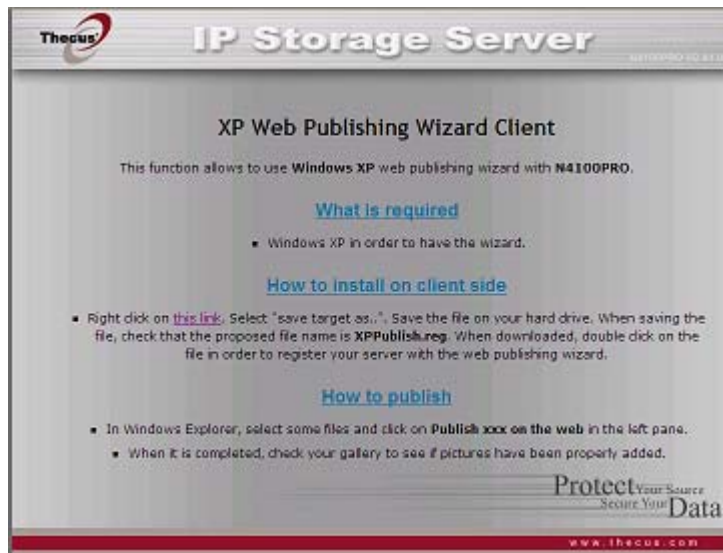 Thecus
IP Storage Server
XP Web Publishing Wizard Client
This function allows to use Windows XP web publishing wizard with N4100PRO.
What is required
▪ Windows XP in order to have the wizard.
How to install on client side
▪ Right click on this link. Select "save target as..". Save the file on your hard drive. When saving the
file, check that the proposed file name is XPPublish.reg. When downloaded, double click on the
file in order to register your server with the web publishing wizard.
How to publish
▪ In Windows Explorer, select some files and click on Publish xxx on the web in the left pane.
▪ When it is completed, check your gallery to see if pictures have been properly added.
Protect Your Source
Secure Your Data
www.thecus.com